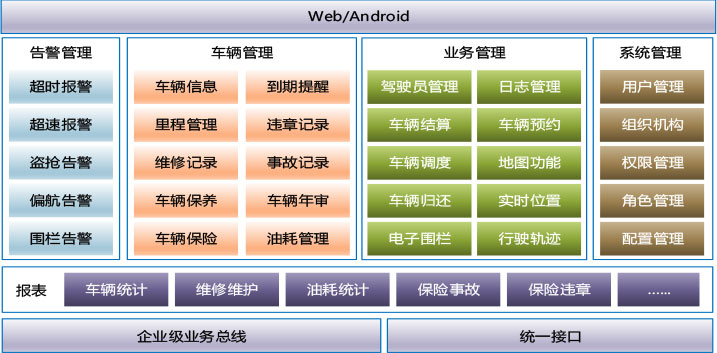 Web/Android
告警管理
超时报警
超速报警
盗抢告警
偏航告警
围栏告警
车辆管理
车辆信息 到期提醒
里程管理 违章记录
维修记录 事故记录
车辆保养 车辆年审
车辆保险 油耗管理
业务管理
驾驶员管理 日志管理
车辆结算 车辆预约
车辆调度 地图功能
车辆归还 实时位置
电子围栏 行驶轨迹
系统管理
用户管理
组织机构
权限管理
角色管理
配置管理
报表 车辆统计 维修维护 油耗统计 保险事故 保险违章 ......
企业级业务总线 统一接口